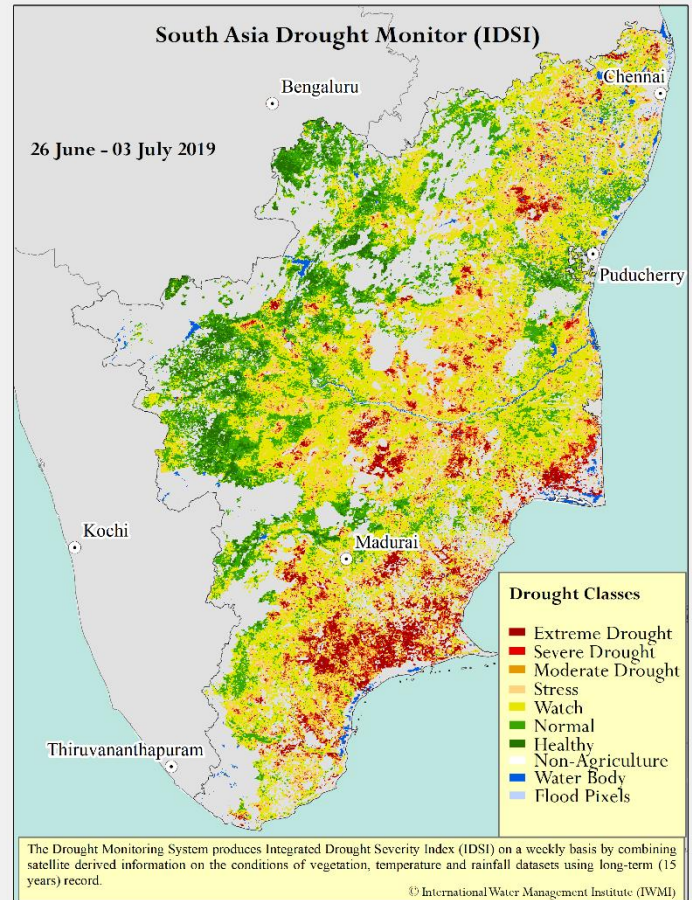 South Asia Drought Monitor (IDSI)
Bengaluru
Chennai
26 June - 03 July 2019
Puducherry
Kochi
Madurai
Thiruvananthapuram
Drought Classes
Extreme Drought
Severe Drought
Moderate Drought
Stress
Watch
Normal
Healthy
Non-Agriculture
Water Body
Flood Pixels
The Drought Monitoring System produces Integrated Drought Severity Index (IDSI) on a weekly basis by combining
satellite derived information on the conditions of vegetation, temperature and rainfall datasets using long-term (15
years) record.
© International Water Management Institute (IWMI)